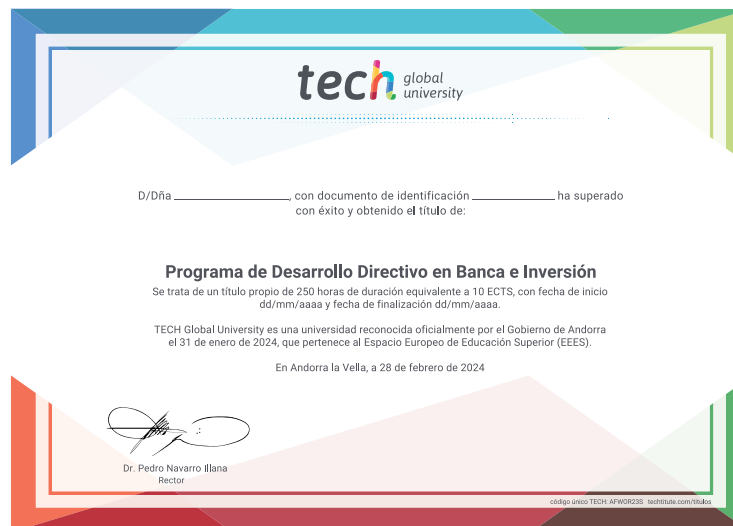 tech global
university
D/Dña ____________________, con documento de identificación ______________ ha superado
con éxito y obtenido el título de:
Programa de Desarrollo Directivo en Banca e Inversión
Se trata de un título propio de 250 horas de duración equivalente a 10 ECTS, con fecha de inicio
dd/mm/aaaa y fecha de finalización dd/mm/aaaa.
TECH Global University es una universidad reconocida oficialmente por el Gobierno de Andorra
el 31 de enero de 2024, que pertenece al Espacio Europeo de Educación Superior (EEES).
En Andorra la Vella, a 28 de febrero de 2024
Dr. Pedro Navarro Illana
Rector
código único TECH: AFWOR23S techtitute.com/titulos